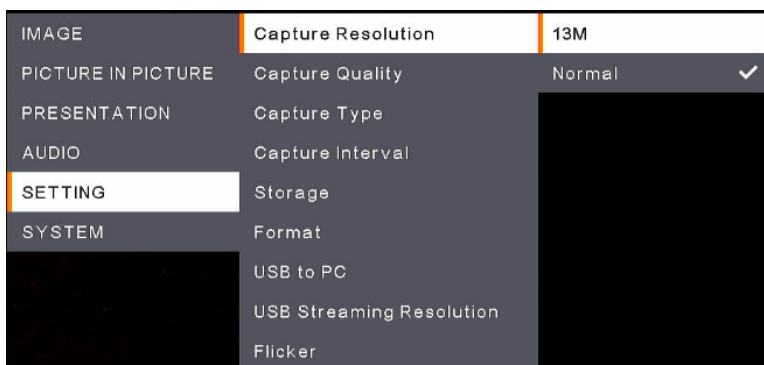 IMAGE
PICTURE IN PICTURE
PRESENTATION
AUDIO
SETTING
SYSTEM
Capture Resolution
Capture Quality
Capture Type
Capture Interval
Storage
Format
USB to PC
USB Streaming Resolution
Flicker
13M
Normal